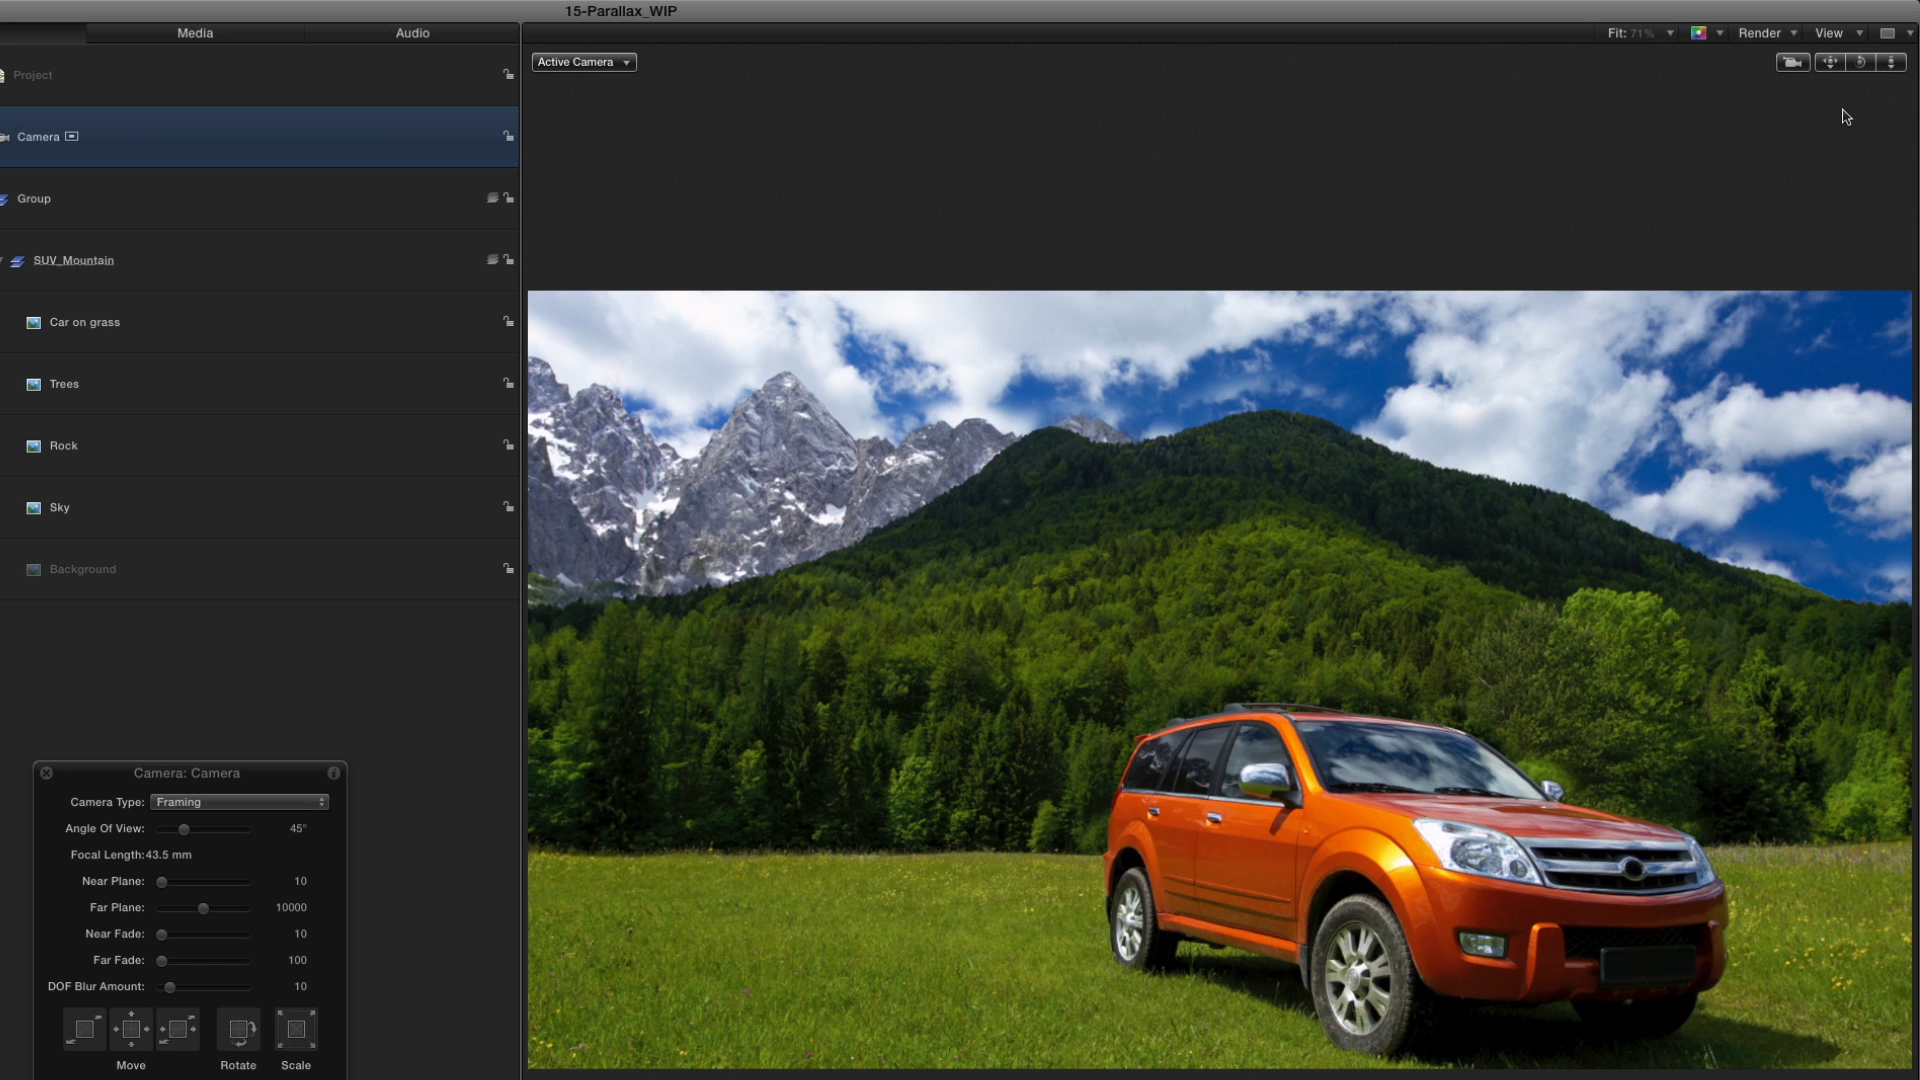 15-Parallax_WIP
Media Audio
Fit: 71% Render View
Active Camera
Project
Camera
Group
SUV_Mountain
Car on grass
Trees
Rock
Sky
Background
Camera: Camera
Camera Type: Framing
Angle Of View: 45°
Focal Length:43.5 mm
Near Plane: 10
Far Plane: 10000
Near Fade: 10
Far Fade: 100
DOF Blur Amount: 10
Move Rotate Scale